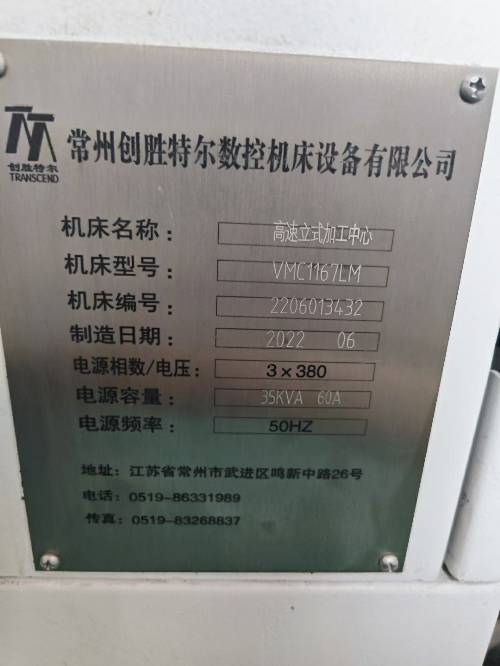 创胜特尔
TRANSCEND
常州创胜特尔数控机床设备有限公司
机床名称：高速立式加工中心
机床型号：VMC1167LM
机床编号：2206013432
制造日期：2022 06
电源相数/电压：3×380
电源容量：35KVA 60A
电源频率：50HZ
地址：江苏省常州市武进区鸣新中路26号
电话：0519-86331989
传真：0519-83268837